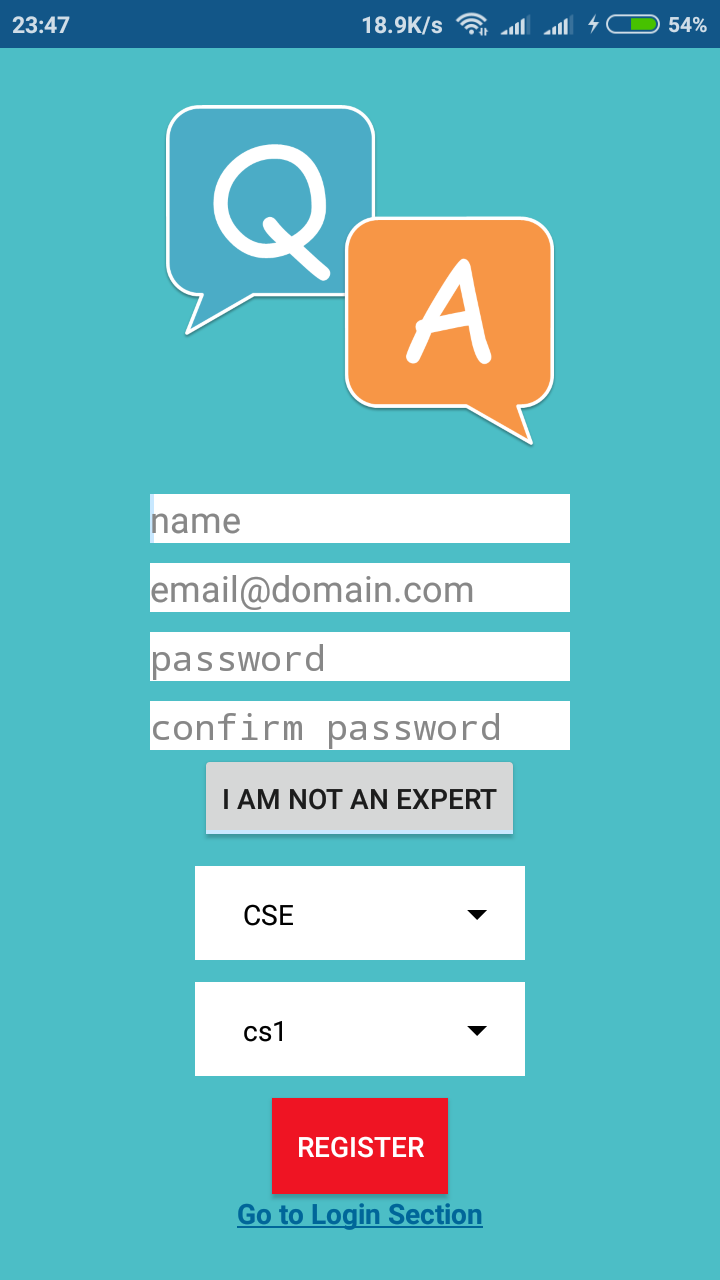 23:47 18.9K/s 54%
Q
A
name
email@domain.com
password
confirm password
I AM NOT AN EXPERT
CSE
cs1
REGISTER
Go to Login Section